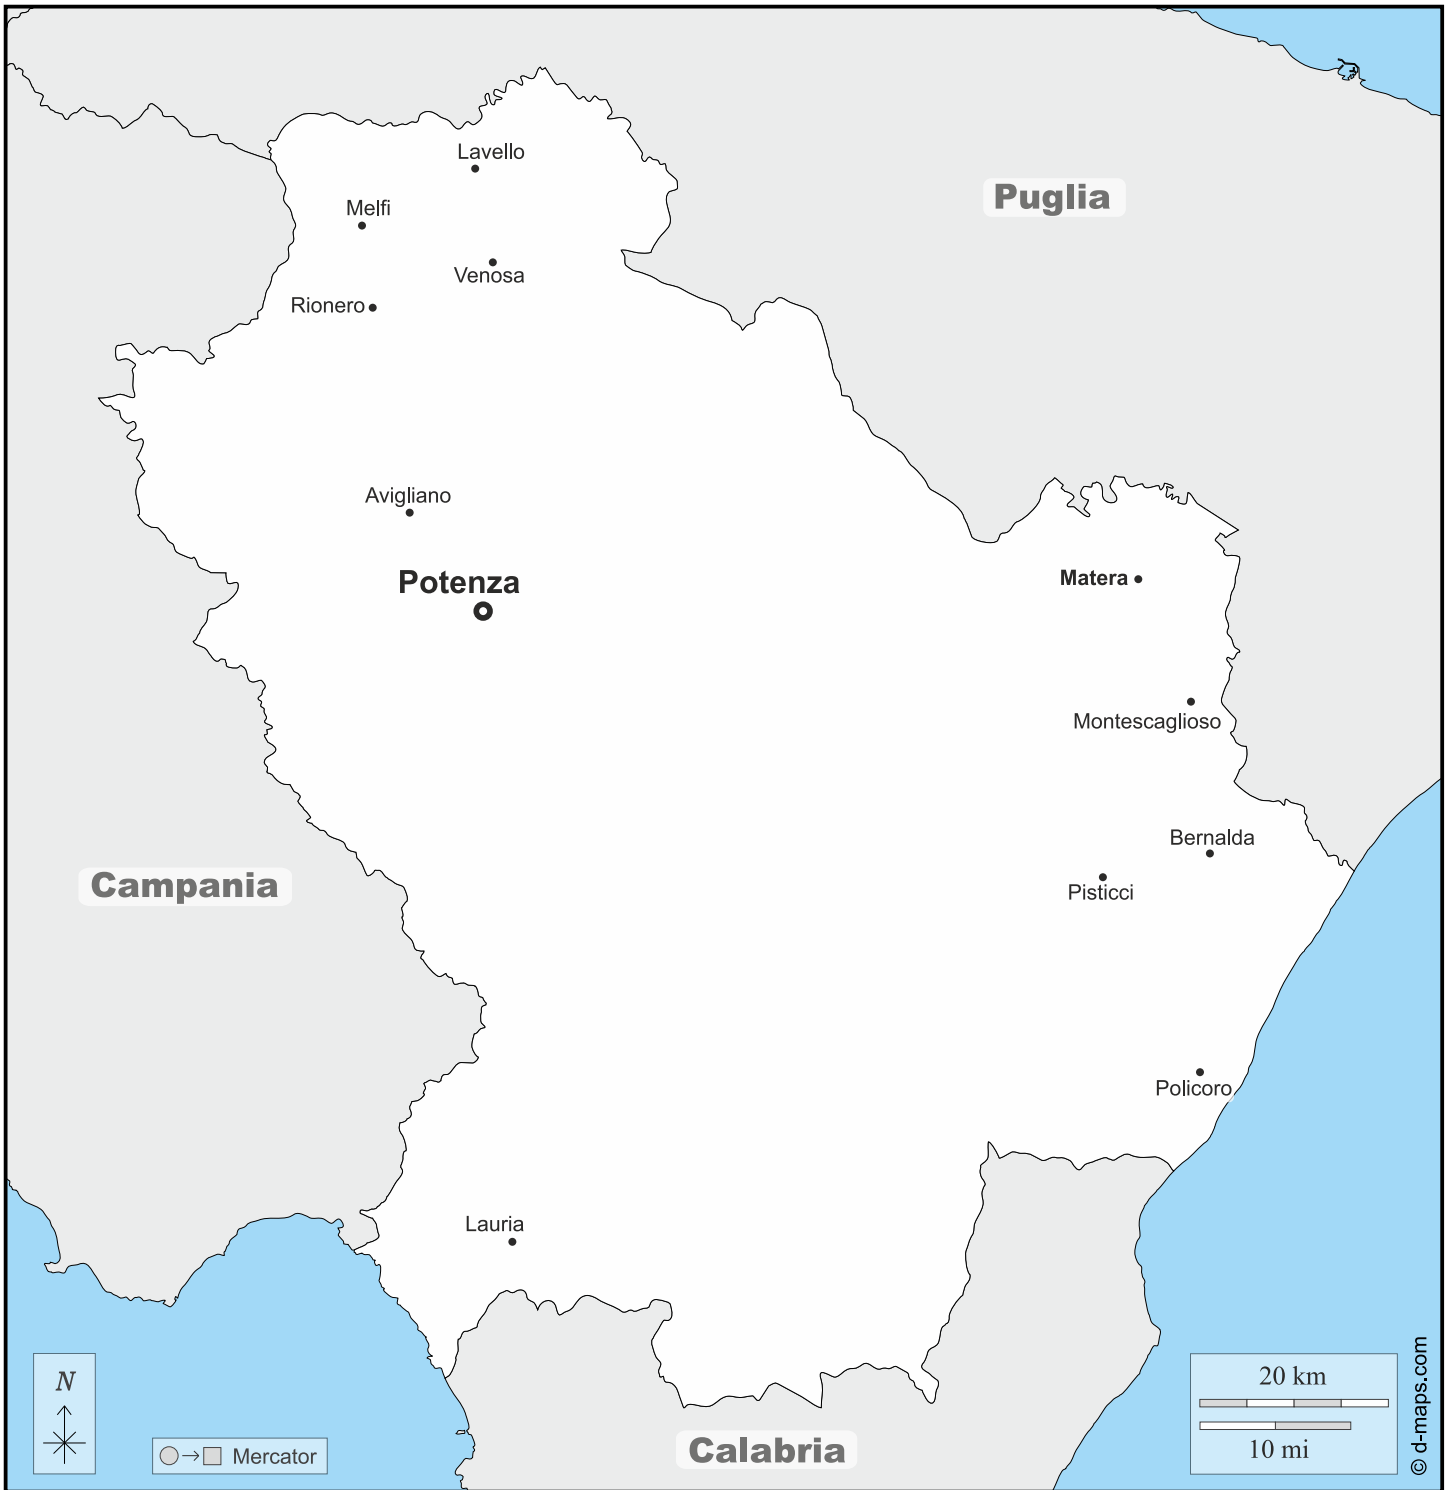 Lavello
Puglia
Melfi
Venosa
Rionero
Avigliano
Potenza
Matera
Montescaglioso
Bernalda
Campania
Pisticci
Policoro
Lauria
N
20 km
10 mi
Mercator
Calabria
© d-maps.com